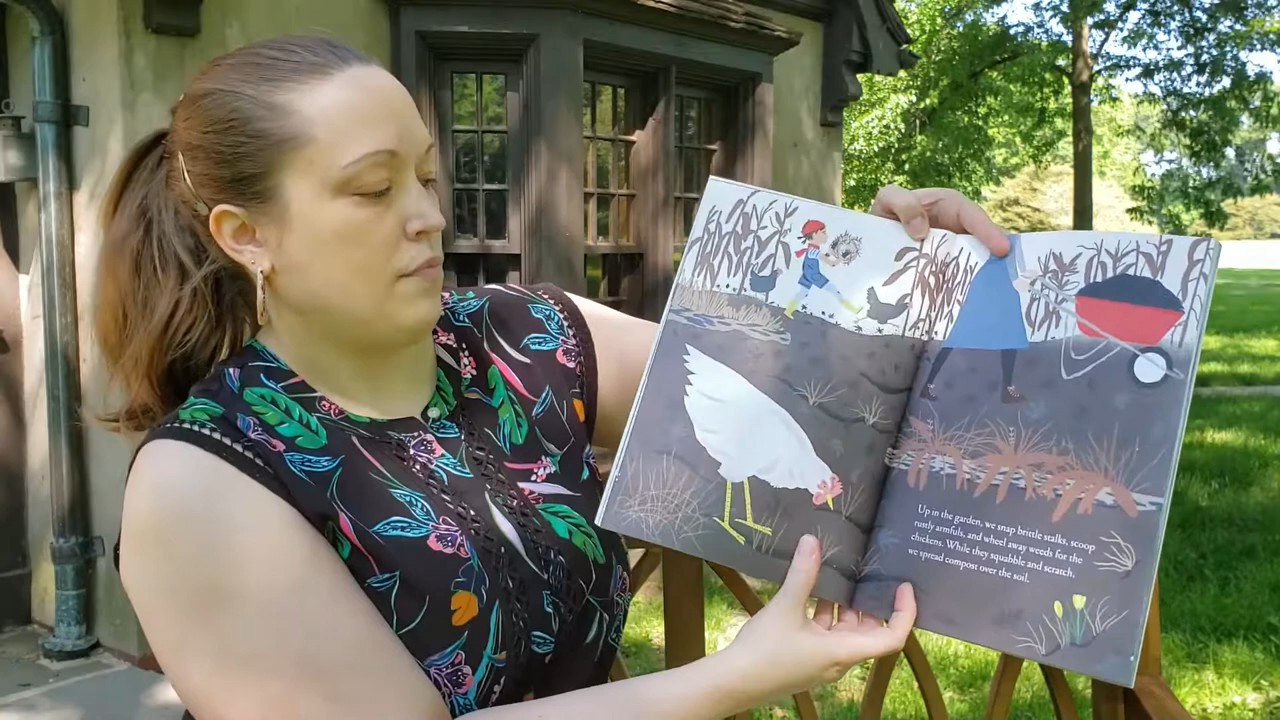 Up in the garden, we snap brittle stalks, scoop
rustly armfuls, and wheel away weeds for the
chickens. While they squabble and scratch,
we spread compost over the soil.